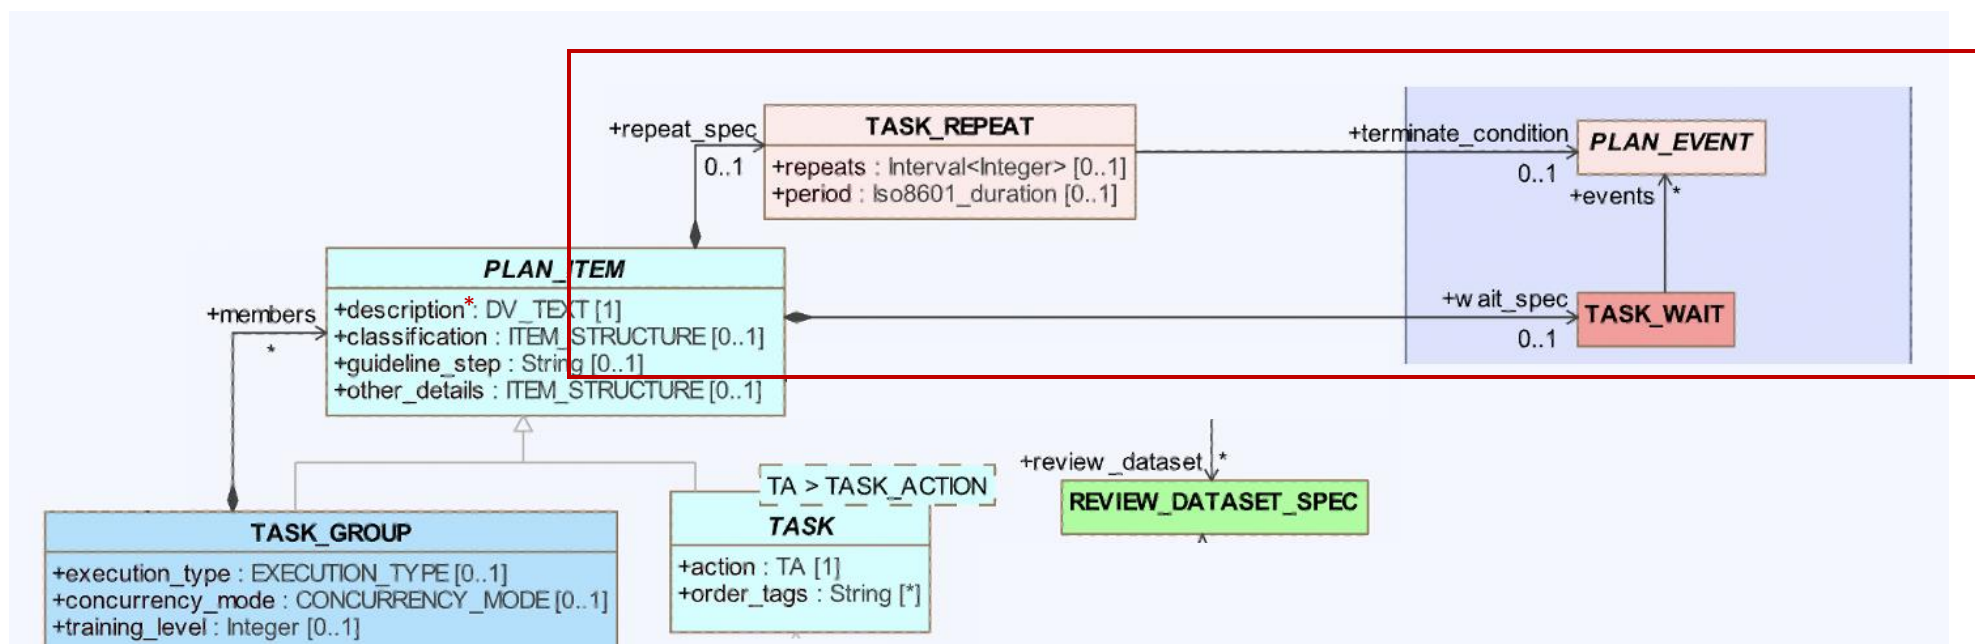 TASK_REPEAT
+repeat_spec
0..1
+repeats : Interval<Integer> [0..1]
+period : Iso8601_duration [0..1]
+terminate_condition
0..1
PLAN_EVENT
+events
*
PLAN_ITEM
+description*: DV_TEXT [1]
+classification : ITEM_STRUCTURE [0..1]
+guideline_step : String [0..1]
+other_details : ITEM_STRUCTURE [0..1]
+members
*
+wait_spec
0..1
TASK_WAIT
+review_dataset
*
REVIEW_DATASET_SPEC
TASK_GROUP
+execution_type : EXECUTION_TYPE [0..1]
+concurrency_mode : CONCURRENCY_MODE [0..1]
+training_level : Integer [0..1]
TA > TASK_ACTION
TASK
+action : TA [1]
+order_tags : String [*]